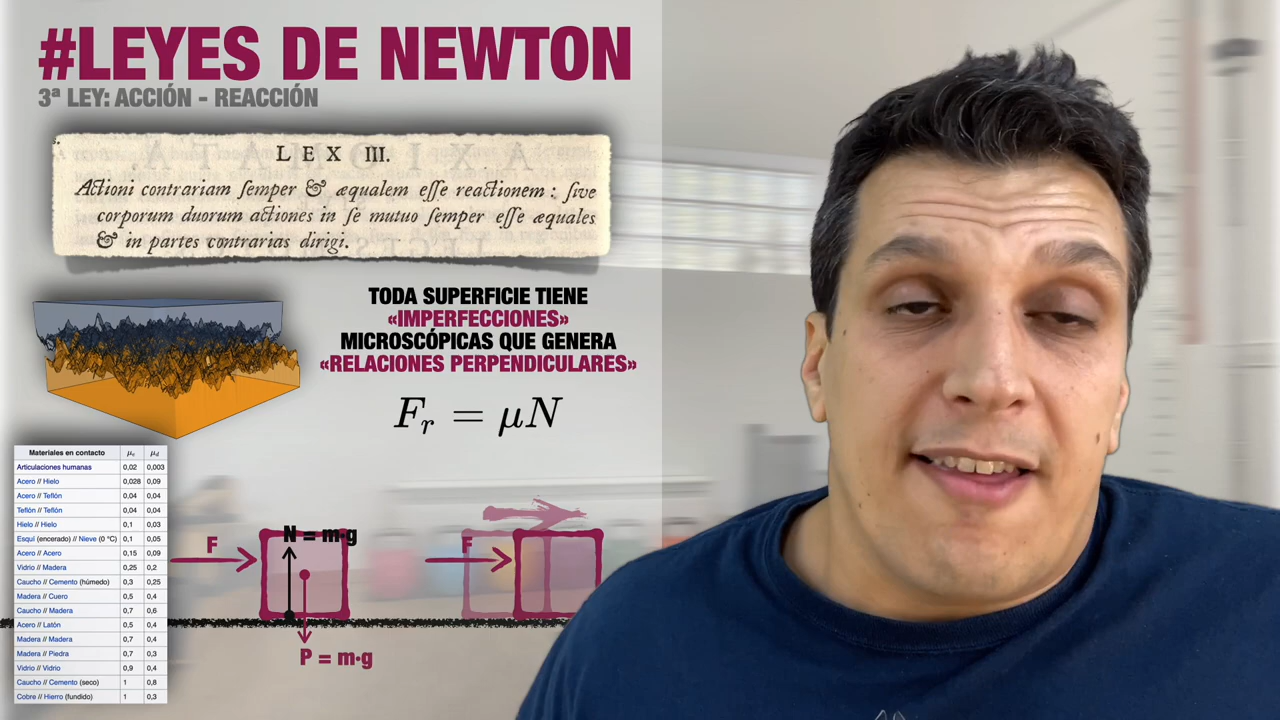 #LEYES DE NEWTON
3ª LEY: ACCIÓN - REACCIÓN
LEX III.
Actioni contrariam ſemper & æqualem eſſe reactionem : ſive
corporum duorum actiones in ſe mutuo ſemper eſſe æquales
& in partes contrarias dirigi.
TODA SUPERFICIE TIENE
«IMPERFECCIONES»
MICROSCÓPICAS QUE GENERA
«RELACIONES PERPENDICULARES»
Fr = μN
Materiales en contacto μe μd
Articulaciones humanas 0,02 0,003
Acero // Hielo 0,028 0,09
Acero // Teflón 0,04 0,04
Teflón // Teflón 0,04 0,04
Hielo // Hielo 0,1 0,03
Esquí (encerado) // Nieve (0 °C) 0,1 0,05
Acero // Acero 0,15 0,09
Vidrio // Madera 0,25 0,2
Caucho // Cemento (húmedo) 0,3 0,25
Madera // Cuero 0,5 0,4
Caucho // Madera 0,7 0,6
Acero // Latón 0,5 0,4
Madera // Madera 0,7 0,4
Madera // Piedra 0,7 0,3
Vidrio // Vidrio 0,9 0,4
Caucho // Cemento (seco) 1 0,8
Cobre // Hierro (fundido) 1 0,3
F
N = m·g
P = m·g
F